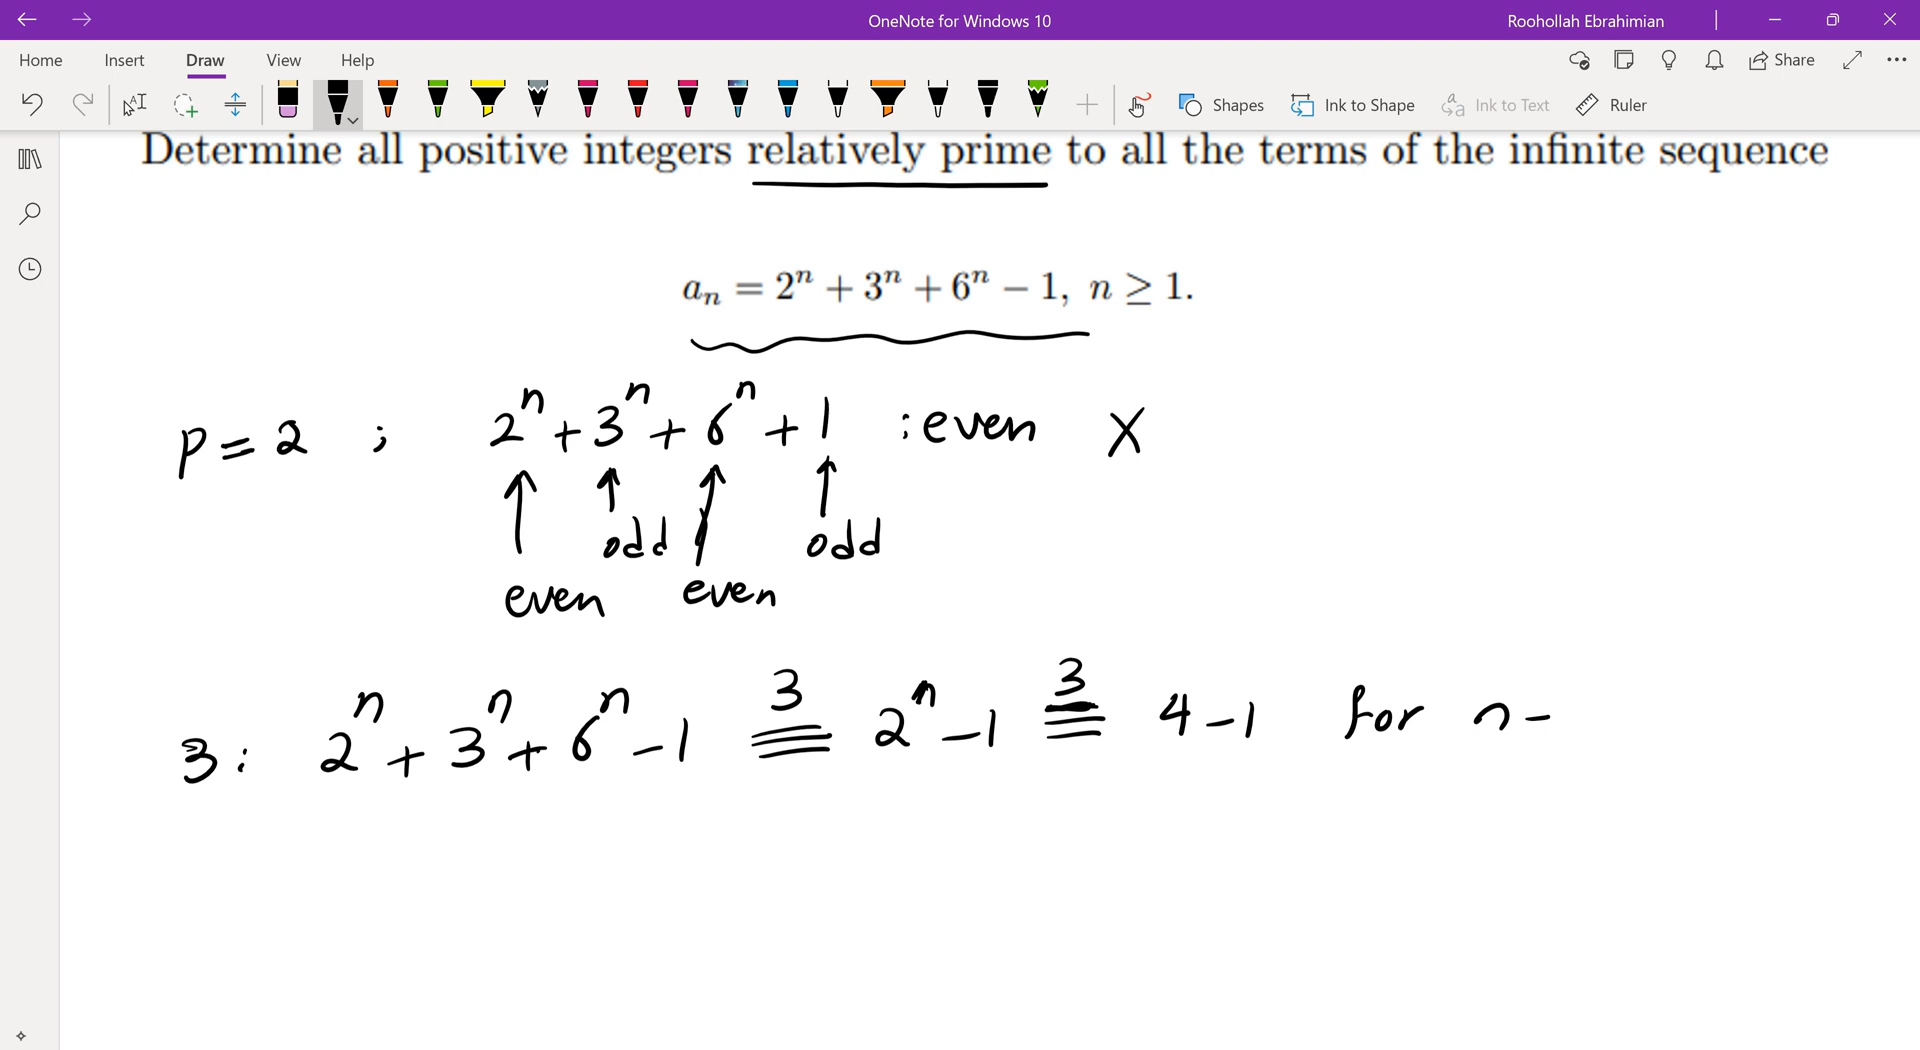 OneNote for Windows 10
Roohollah Ebrahimian
Home Insert Draw View Help
Share
Shapes Ink to Shape Ink to Text Ruler
Determine all positive integers relatively prime to all the terms of the infinite sequence
aₙ = 2ⁿ + 3ⁿ + 6ⁿ − 1, n ≥ 1.
p = 2 ; 2ⁿ + 3ⁿ + 6ⁿ + 1 : even X
odd odd
even even
3 : 2ⁿ + 3ⁿ + 6ⁿ − 1 ≡³ 2ⁿ − 1 ≡³ 4 − 1 for n −